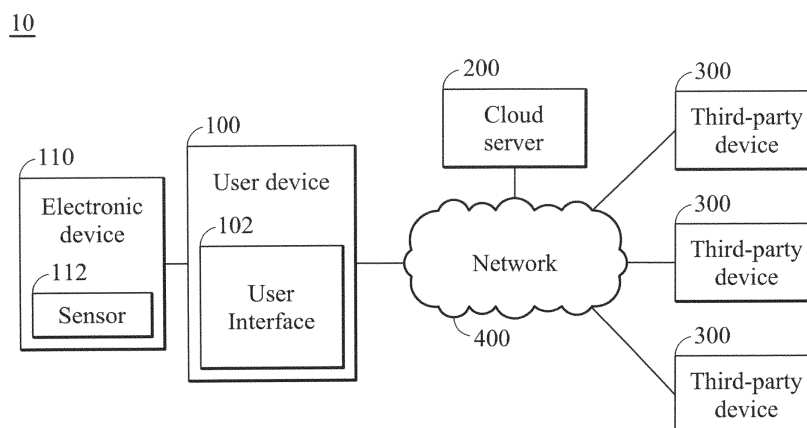 10
200
Cloud
server
300
Third-party
device
100
User device
110
Electronic
device
102
User
Interface
112
Sensor
Network
400
300
Third-party
device
300
Third-party
device